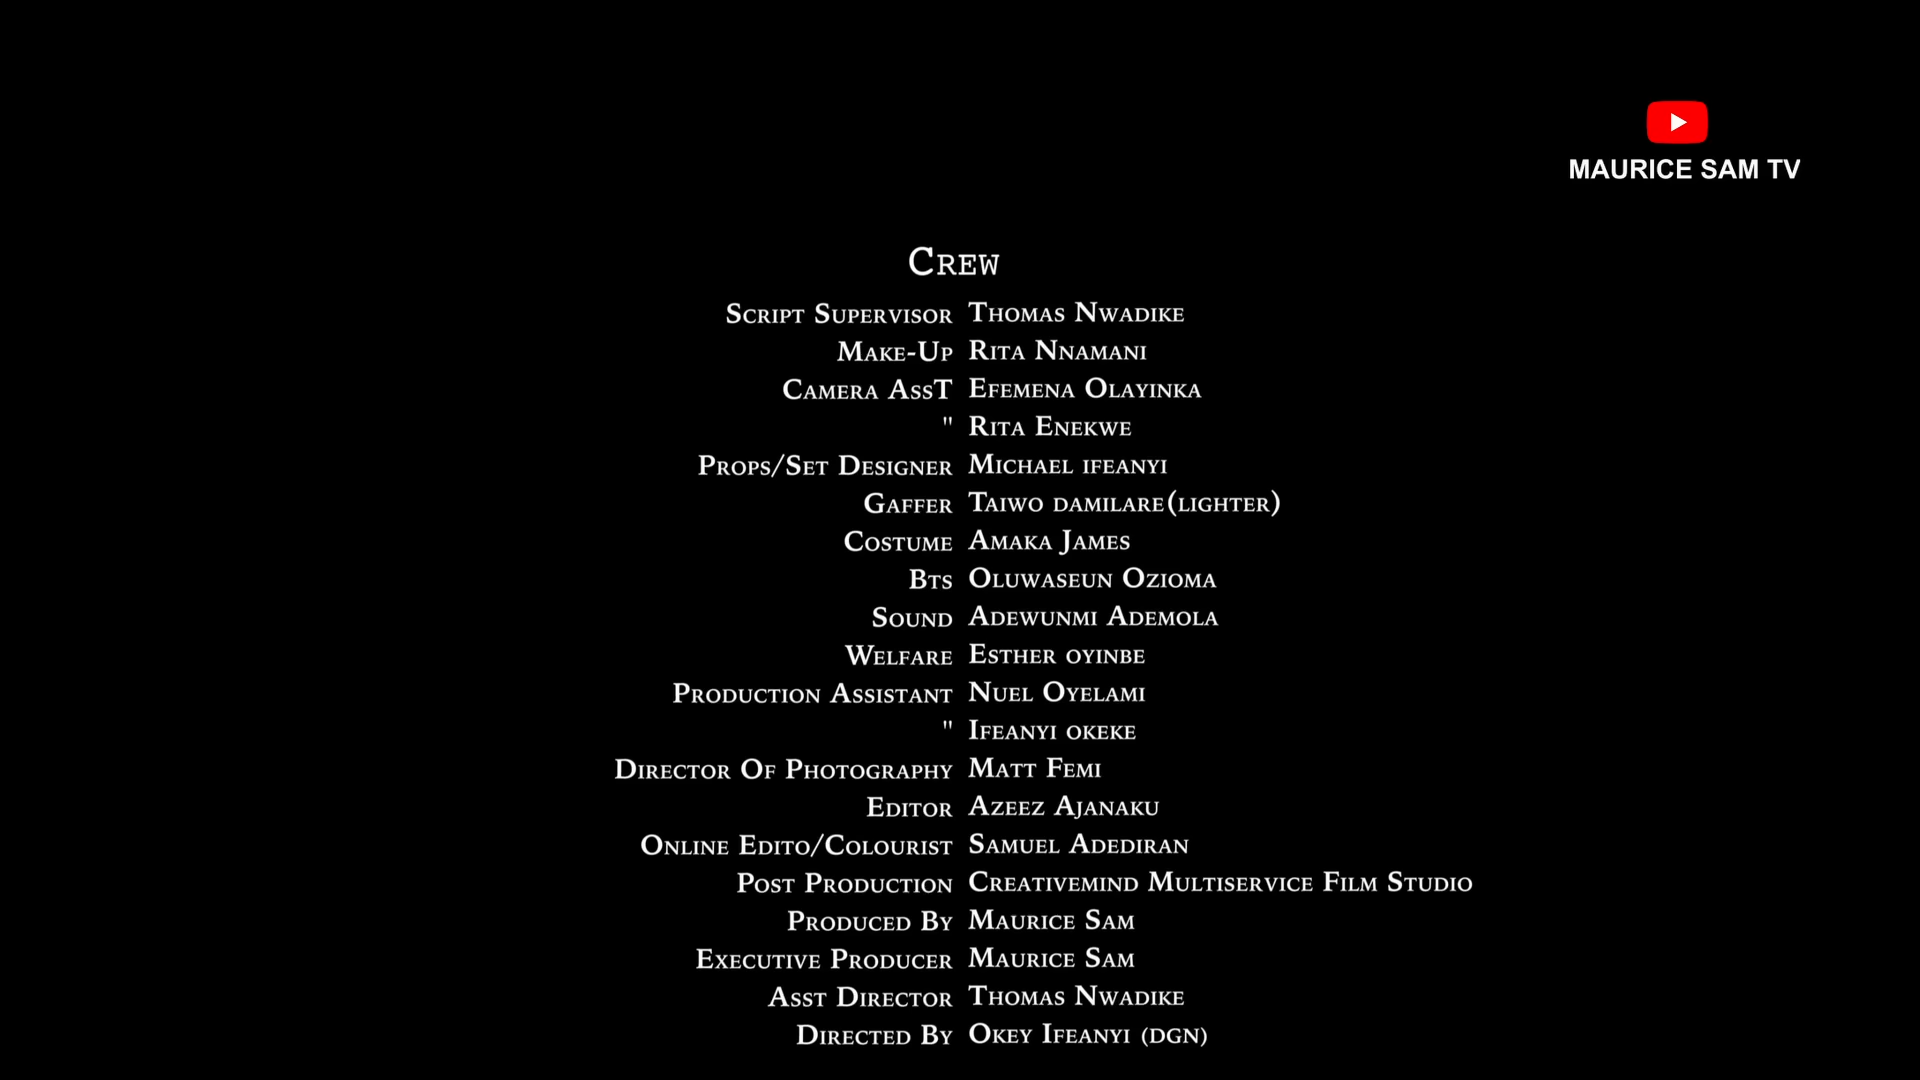 MAURICE SAM TV
Crew
Script Supervisor Thomas Nwadike
Make-Up Rita Nnamani
Camera AssT Efemena Olayinka
" Rita Enekwe
Props/Set Designer Michael ifeanyi
Gaffer Taiwo damilare(lighter)
Costume Amaka James
Bts Oluwaseun Ozioma
Sound Adewunmi Ademola
Welfare Esther oyinbe
Production Assistant Nuel Oyelami
" Ifeanyi okeke
Director Of Photography Matt Femi
Editor Azeez Ajanaku
Online Edito/Colourist Samuel Adediran
Post Production Creativemind Multiservice Film Studio
Produced By Maurice Sam
Executive Producer Maurice Sam
Asst Director Thomas Nwadike
Directed By Okey Ifeanyi (dgn)